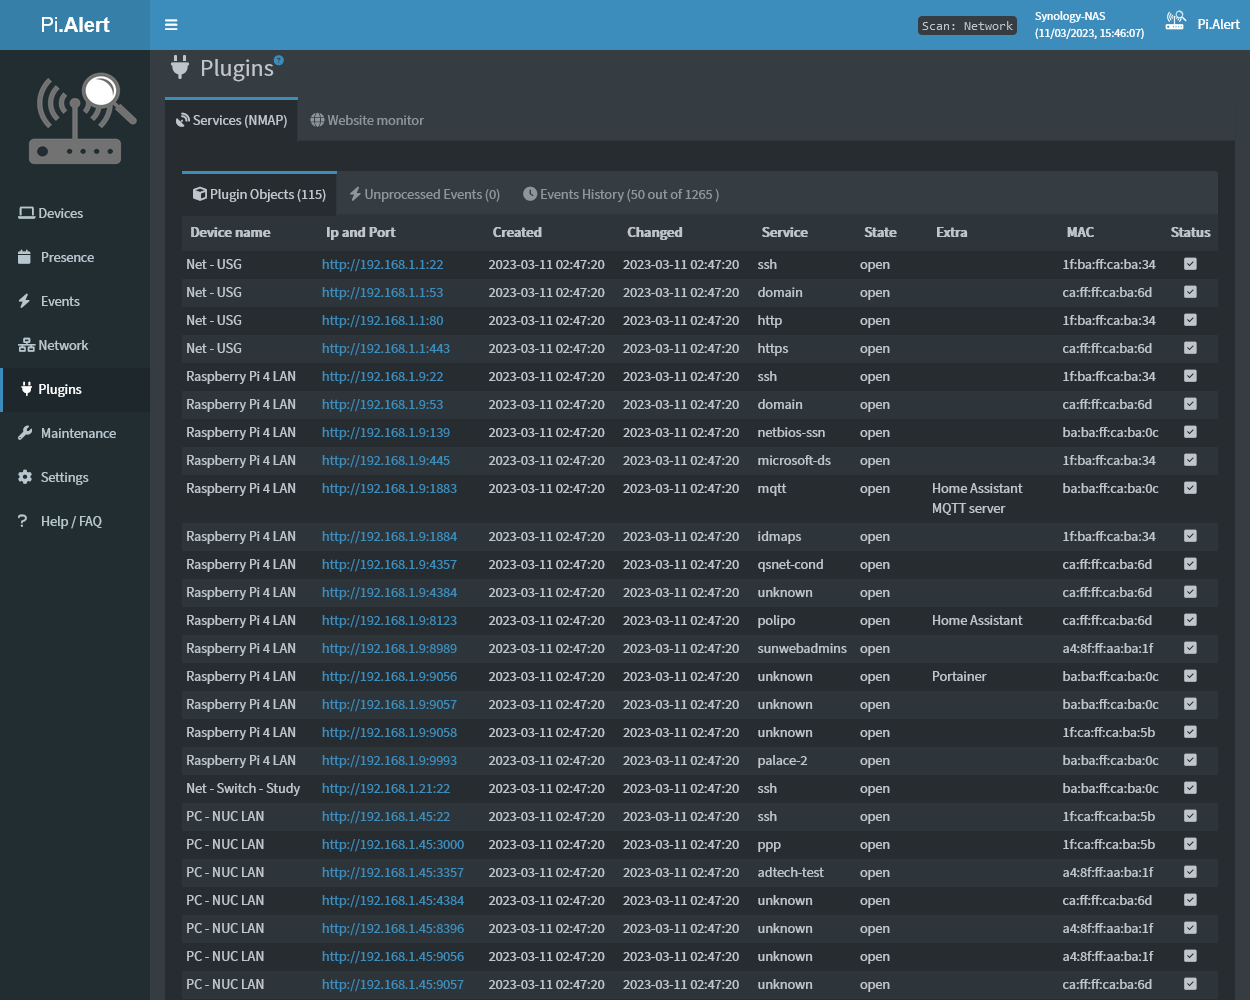 Pi.Alert
Scan: Network
Synology-NAS
(11/03/2023, 15:46:07)
Pi.Alert
Plugins ?
Services (NMAP) Website monitor
Devices
Presence
Events
Network
Plugins
Maintenance
Settings
Help / FAQ
Plugin Objects (115) Unprocessed Events (0) Events History (50 out of 1265 )
Device name Ip and Port Created Changed Service State Extra MAC Status
Net - USG http://192.168.1.1:22 2023-03-11 02:47:20 2023-03-11 02:47:20 ssh open 1f:ba:ff:ca:ba:34
Net - USG http://192.168.1.1:53 2023-03-11 02:47:20 2023-03-11 02:47:20 domain open ca:ff:ff:ca:ba:6d
Net - USG http://192.168.1.1:80 2023-03-11 02:47:20 2023-03-11 02:47:20 http open 1f:ba:ff:ca:ba:34
Net - USG http://192.168.1.1:443 2023-03-11 02:47:20 2023-03-11 02:47:20 https open ca:ff:ff:ca:ba:6d
Raspberry Pi 4 LAN http://192.168.1.9:22 2023-03-11 02:47:20 2023-03-11 02:47:20 ssh open 1f:ba:ff:ca:ba:34
Raspberry Pi 4 LAN http://192.168.1.9:53 2023-03-11 02:47:20 2023-03-11 02:47:20 domain open ca:ff:ff:ca:ba:6d
Raspberry Pi 4 LAN http://192.168.1.9:139 2023-03-11 02:47:20 2023-03-11 02:47:20 netbios-ssn open ba:ba:ff:ca:ba:0c
Raspberry Pi 4 LAN http://192.168.1.9:445 2023-03-11 02:47:20 2023-03-11 02:47:20 microsoft-ds open 1f:ba:ff:ca:ba:34
Raspberry Pi 4 LAN http://192.168.1.9:1883 2023-03-11 02:47:20 2023-03-11 02:47:20 mqtt open Home Assistant ba:ba:ff:ca:ba:0c
MQTT server
Raspberry Pi 4 LAN http://192.168.1.9:1884 2023-03-11 02:47:20 2023-03-11 02:47:20 idmaps open 1f:ba:ff:ca:ba:34
Raspberry Pi 4 LAN http://192.168.1.9:4357 2023-03-11 02:47:20 2023-03-11 02:47:20 qsnet-cond open ca:ff:ff:ca:ba:6d
Raspberry Pi 4 LAN http://192.168.1.9:4384 2023-03-11 02:47:20 2023-03-11 02:47:20 unknown open ca:ff:ff:ca:ba:6d
Raspberry Pi 4 LAN http://192.168.1.9:8123 2023-03-11 02:47:20 2023-03-11 02:47:20 polipo open Home Assistant ca:ff:ff:ca:ba:6d
Raspberry Pi 4 LAN http://192.168.1.9:8989 2023-03-11 02:47:20 2023-03-11 02:47:20 sunwebadmins open a4:8f:ff:aa:ba:1f
Raspberry Pi 4 LAN http://192.168.1.9:9056 2023-03-11 02:47:20 2023-03-11 02:47:20 unknown open Portainer ba:ba:ff:ca:ba:0c
Raspberry Pi 4 LAN http://192.168.1.9:9057 2023-03-11 02:47:20 2023-03-11 02:47:20 unknown open ba:ba:ff:ca:ba:0c
Raspberry Pi 4 LAN http://192.168.1.9:9058 2023-03-11 02:47:20 2023-03-11 02:47:20 unknown open 1f:ca:ff:ca:ba:5b
Raspberry Pi 4 LAN http://192.168.1.9:9993 2023-03-11 02:47:20 2023-03-11 02:47:20 palace-2 open ba:ba:ff:ca:ba:0c
Net - Switch - Study http://192.168.1.21:22 2023-03-11 02:47:20 2023-03-11 02:47:20 ssh open ba:ba:ff:ca:ba:0c
PC - NUC LAN http://192.168.1.45:22 2023-03-11 02:47:20 2023-03-11 02:47:20 ssh open 1f:ca:ff:ca:ba:5b
PC - NUC LAN http://192.168.1.45:3000 2023-03-11 02:47:20 2023-03-11 02:47:20 ppp open 1f:ca:ff:ca:ba:5b
PC - NUC LAN http://192.168.1.45:3357 2023-03-11 02:47:20 2023-03-11 02:47:20 adtech-test open a4:8f:ff:aa:ba:1f
PC - NUC LAN http://192.168.1.45:4384 2023-03-11 02:47:20 2023-03-11 02:47:20 unknown open ca:ff:ff:ca:ba:6d
PC - NUC LAN http://192.168.1.45:8396 2023-03-11 02:47:20 2023-03-11 02:47:20 unknown open a4:8f:ff:aa:ba:1f
PC - NUC LAN http://192.168.1.45:9056 2023-03-11 02:47:20 2023-03-11 02:47:20 unknown open a4:8f:ff:aa:ba:1f
PC - NUC LAN http://192.168.1.45:9057 2023-03-11 02:47:20 2023-03-11 02:47:20 unknown open ca:ff:ff:ca:ba:6d